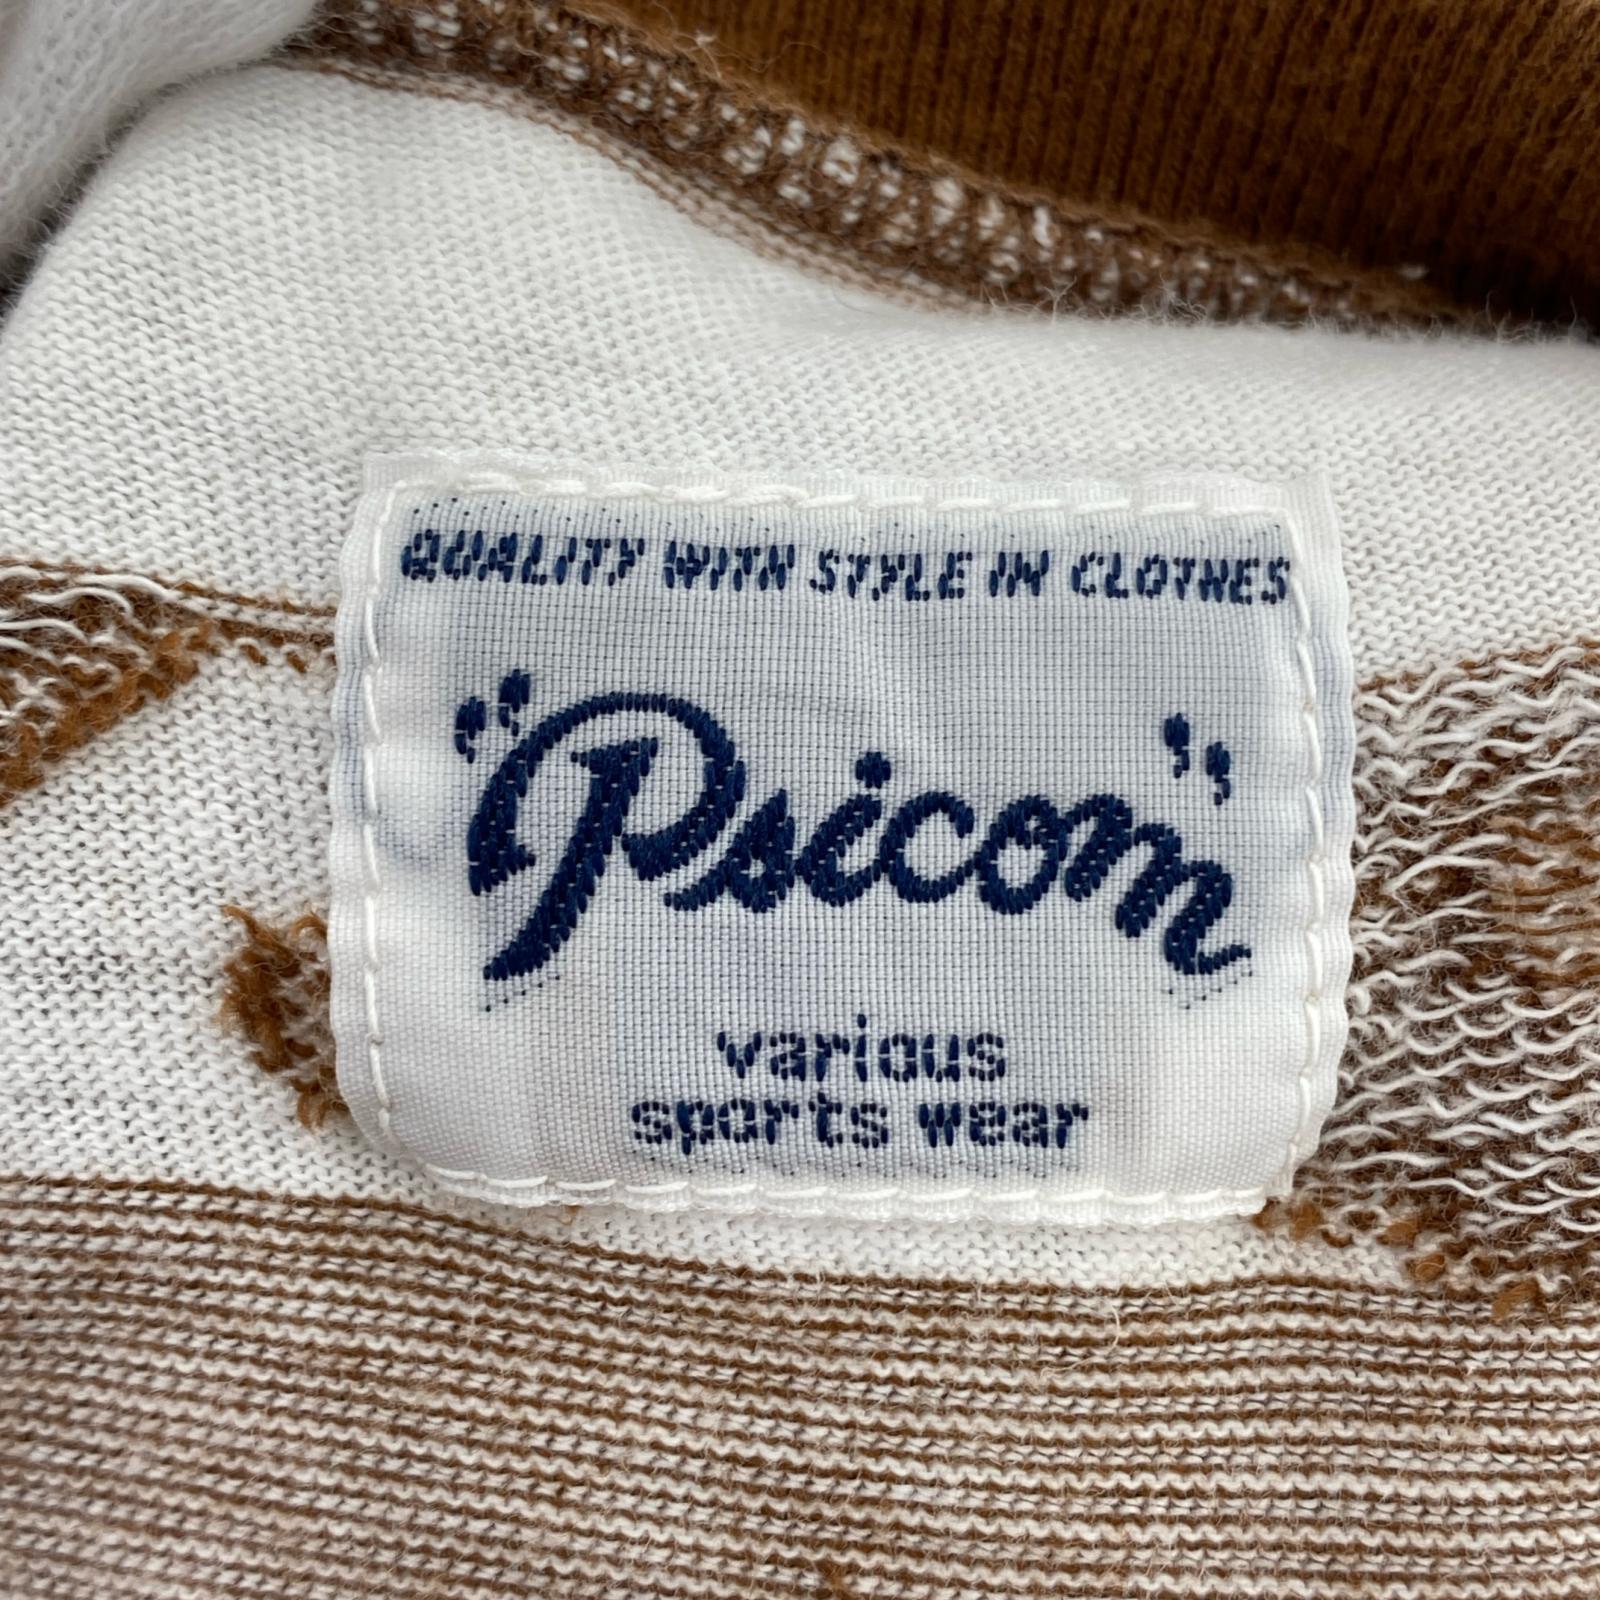 QUALITY WITH STYLE IN CLOTHES
"Psicom"
various
sports wear